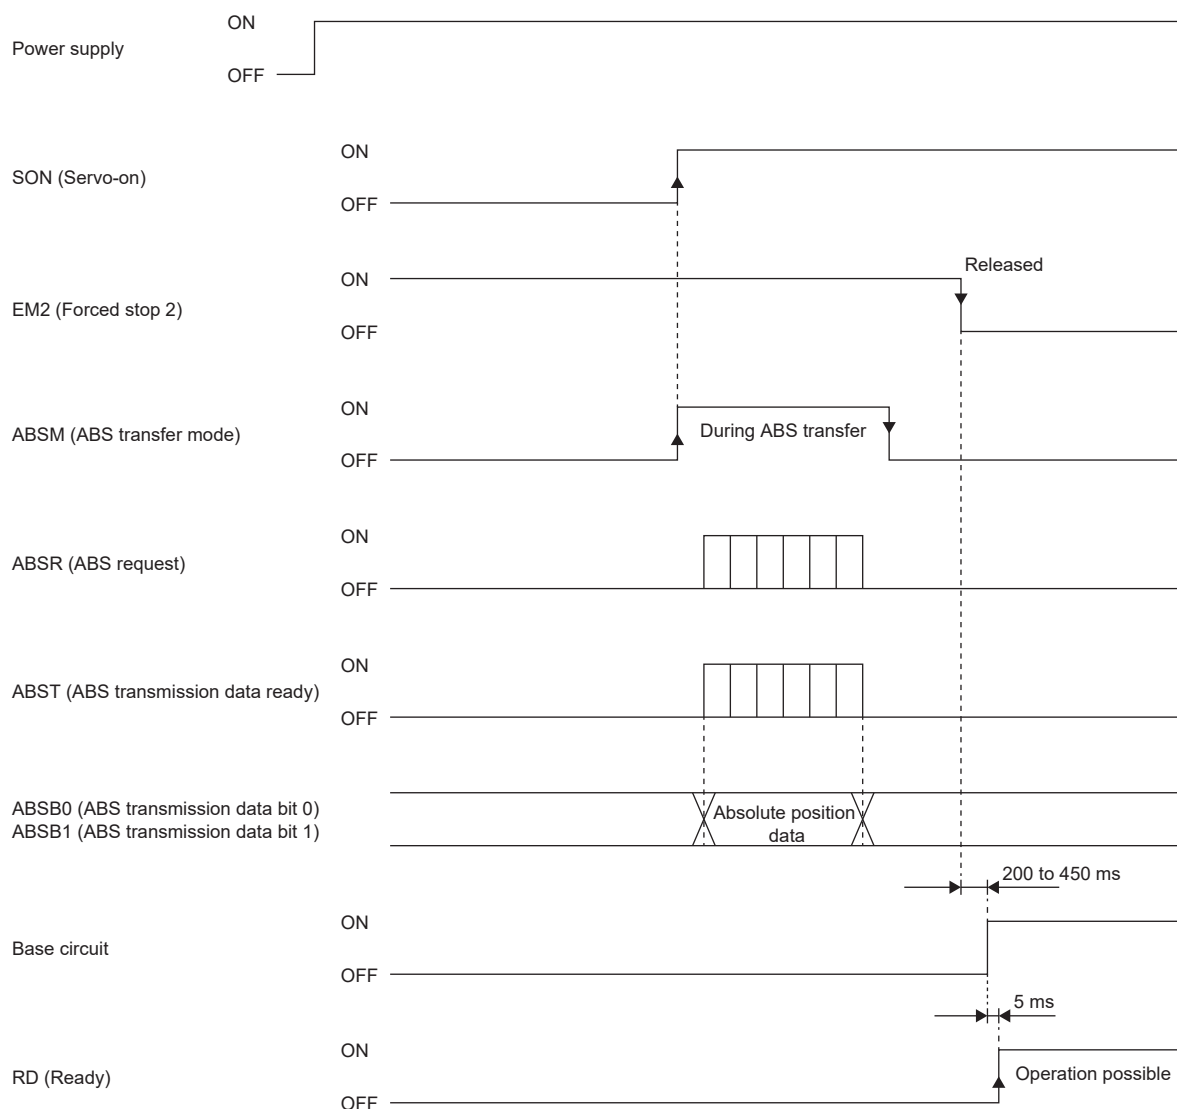 ON
Power supply
OFF
ON
SON (Servo-on)
OFF
Released
ON
EM2 (Forced stop 2)
OFF
ON
During ABS transfer
ABSM (ABS transfer mode)
OFF
ON
ABSR (ABS request)
OFF
ON
ABST (ABS transmission data ready)
OFF
ABSB0 (ABS transmission data bit 0)
ABSB1 (ABS transmission data bit 1)
Absolute position
data
200 to 450 ms
ON
Base circuit
OFF
5 ms
ON
RD (Ready)
Operation possible
OFF